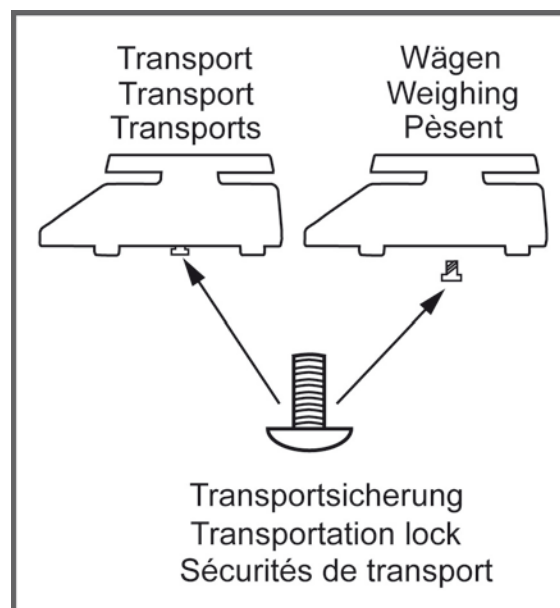 Transport
Transport
Transports
Wägen
Weighing
Pèsent
Transportsicherung
Transportation lock
Sécurités de transport